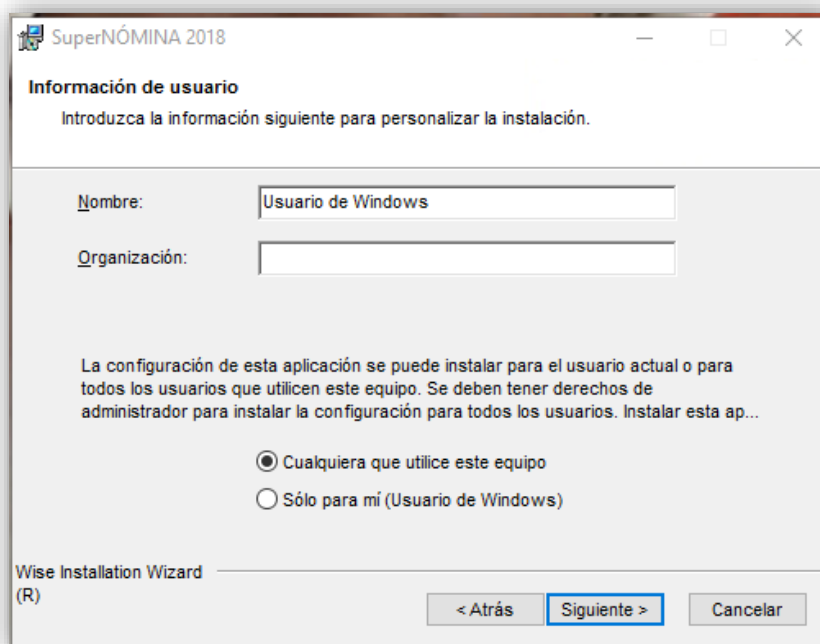 SuperNÓMINA 2018
Información de usuario
Introduzca la información siguiente para personalizar la instalación.
Nombre:
Usuario de Windows
Organización:
La configuración de esta aplicación se puede instalar para el usuario actual o para
todos los usuarios que utilicen este equipo. Se deben tener derechos de
administrador para instalar la configuración para todos los usuarios. Instalar esta ap...
Cualquiera que utilice este equipo
Sólo para mí (Usuario de Windows)
Wise Installation Wizard
(R)
< Atrás
Siguiente >
Cancelar